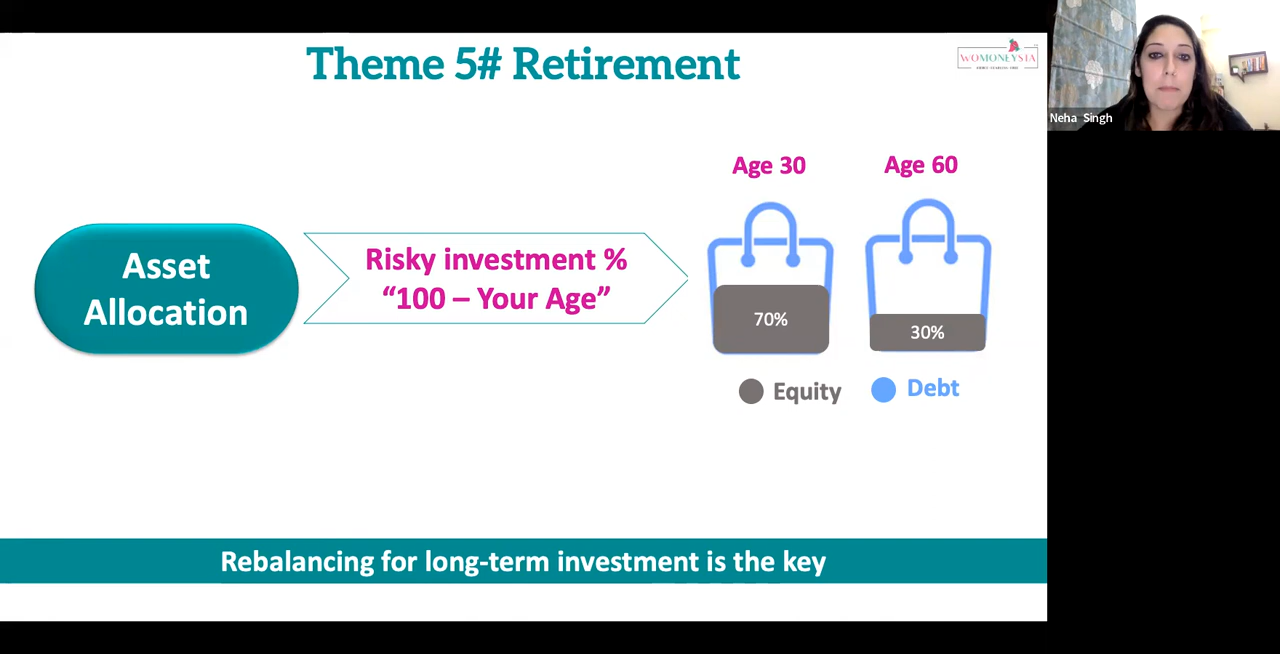 Theme 5# Retirement
WOMONEYSTA
Neha Singh
Age 30
Age 60
Asset
Allocation
Risky investment %
“100 – Your Age”
70%
30%
Equity
Debt
Rebalancing for long-term investment is the key